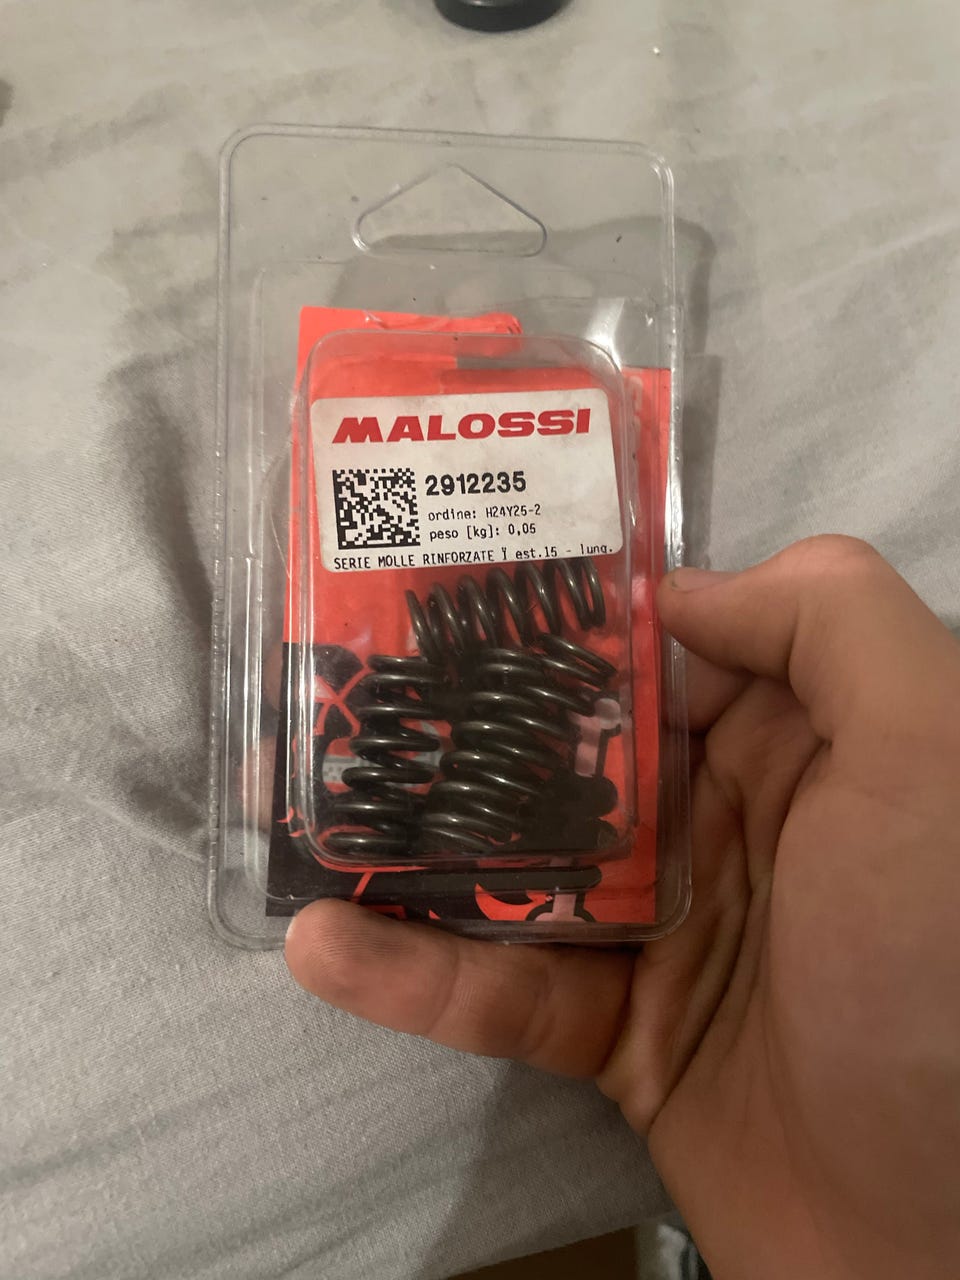 MALOSSI
2912235
ordine: H24Y25-2
peso [kg]: 0,05
SERIE MOLLE RINFORZATE Ï est.15 - lung.